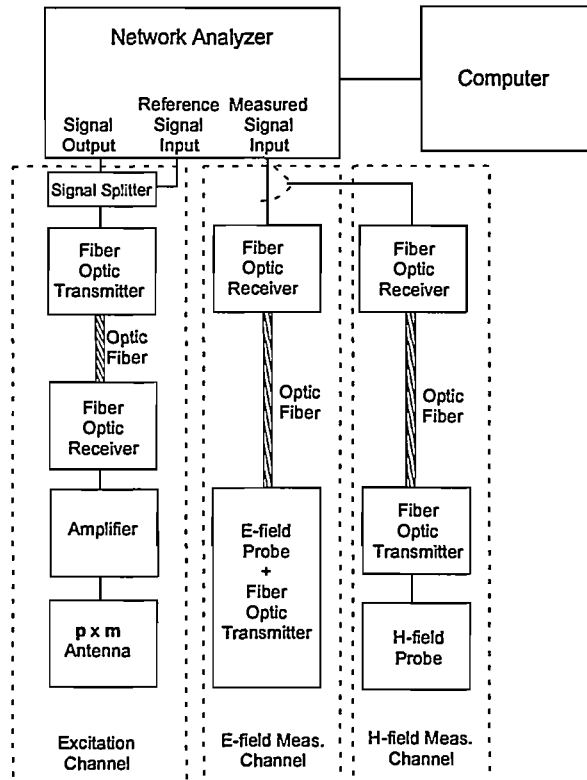 Network Analyzer
Computer
Signal
Output
Reference
Signal
Input
Measured
Signal
Input
Signal Splitter
Fiber
Optic
Transmitter
Optic
Fiber
Fiber
Optic
Receiver
Amplifier
p x m
Antenna
Excitation
Channel
Fiber
Optic
Receiver
Optic
Fiber
E-field
Probe
+
Fiber
Optic
Transmitter
E-field Meas.
Channel
Fiber
Optic
Receiver
Optic
Fiber
Fiber
Optic
Transmitter
H-field
Probe
H-field Meas.
Channel